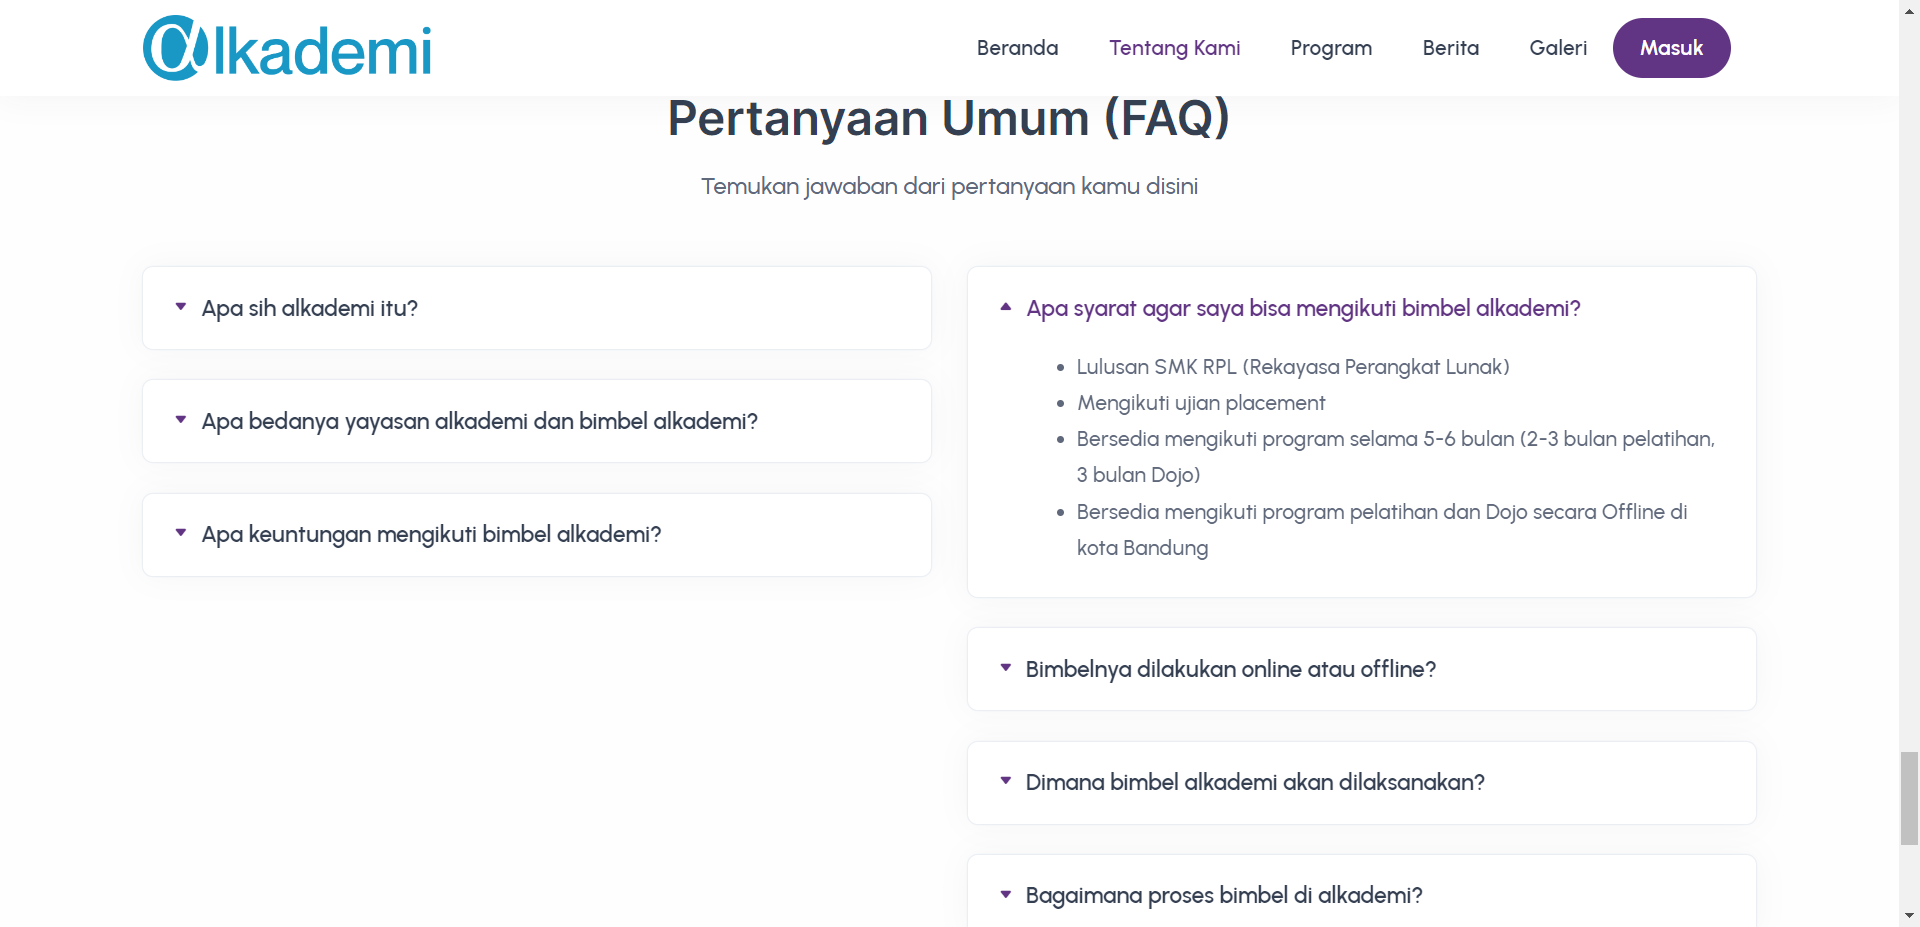 @lkademi
Beranda
Tentang Kami
Program
Berita
Galeri
Masuk
Pertanyaan Umum (FAQ)
Temukan jawaban dari pertanyaan kamu disini
Apa sih alkademi itu?
Apa bedanya yayasan alkademi dan bimbel alkademi?
Apa keuntungan mengikuti bimbel alkademi?
Apa syarat agar saya bisa mengikuti bimbel alkademi?
• Lulusan SMK RPL (Rekayasa Perangkat Lunak)
• Mengikuti ujian placement
• Bersedia mengikuti program selama 5-6 bulan (2-3 bulan pelatihan,
3 bulan Dojo)
• Bersedia mengikuti program pelatihan dan Dojo secara Offline di
kota Bandung
Bimbelnya dilakukan online atau offline?
Dimana bimbel alkademi akan dilaksanakan?
Bagaimana proses bimbel di alkademi?